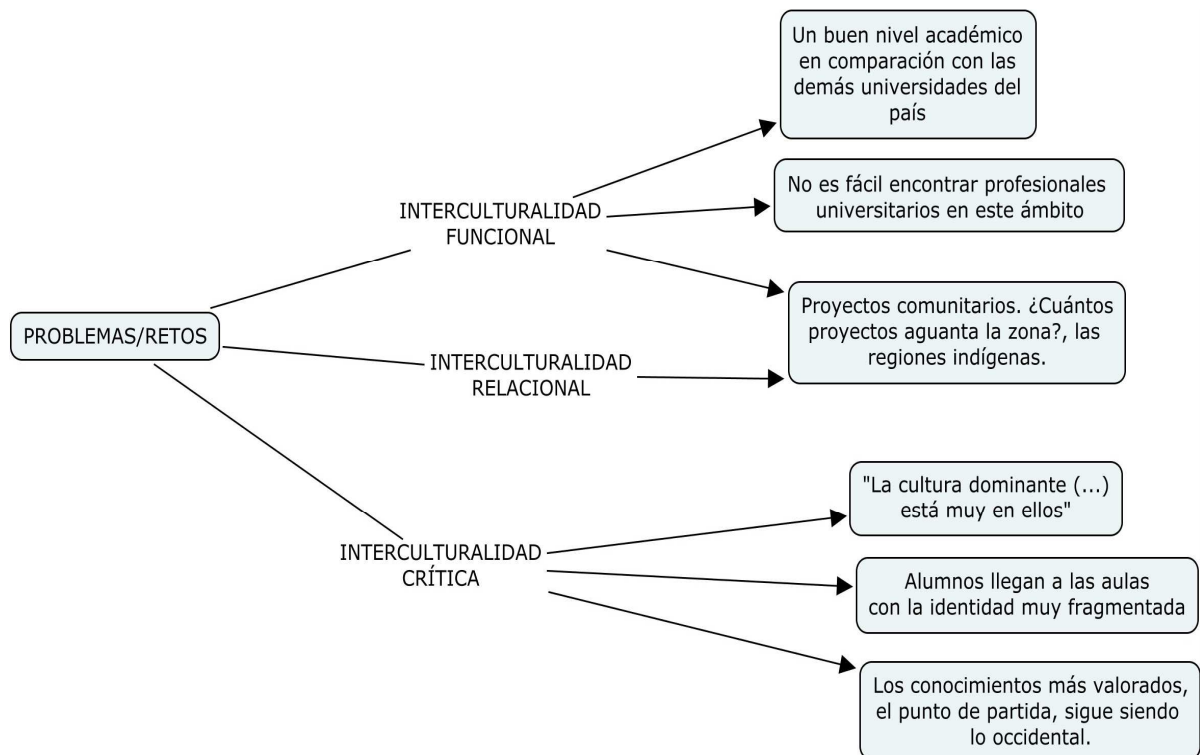 PROBLEMAS/RETOS
INTERCULTURALIDAD
FUNCIONAL
Un buen nivel académico
en comparación con las
demás universidades del
país
No es fácil encontrar profesionales
universitarios en este ámbito
Proyectos comunitarios. ¿Cuántos
proyectos aguanta la zona?, las
regiones indígenas.
INTERCULTURALIDAD
RELACIONAL
INTERCULTURALIDAD
CRÍTICA
"La cultura dominante (...)
está muy en ellos"
Alumnos llegan a las aulas
con la identidad muy fragmentada
Los conocimientos más valorados,
el punto de partida, sigue siendo
lo occidental.